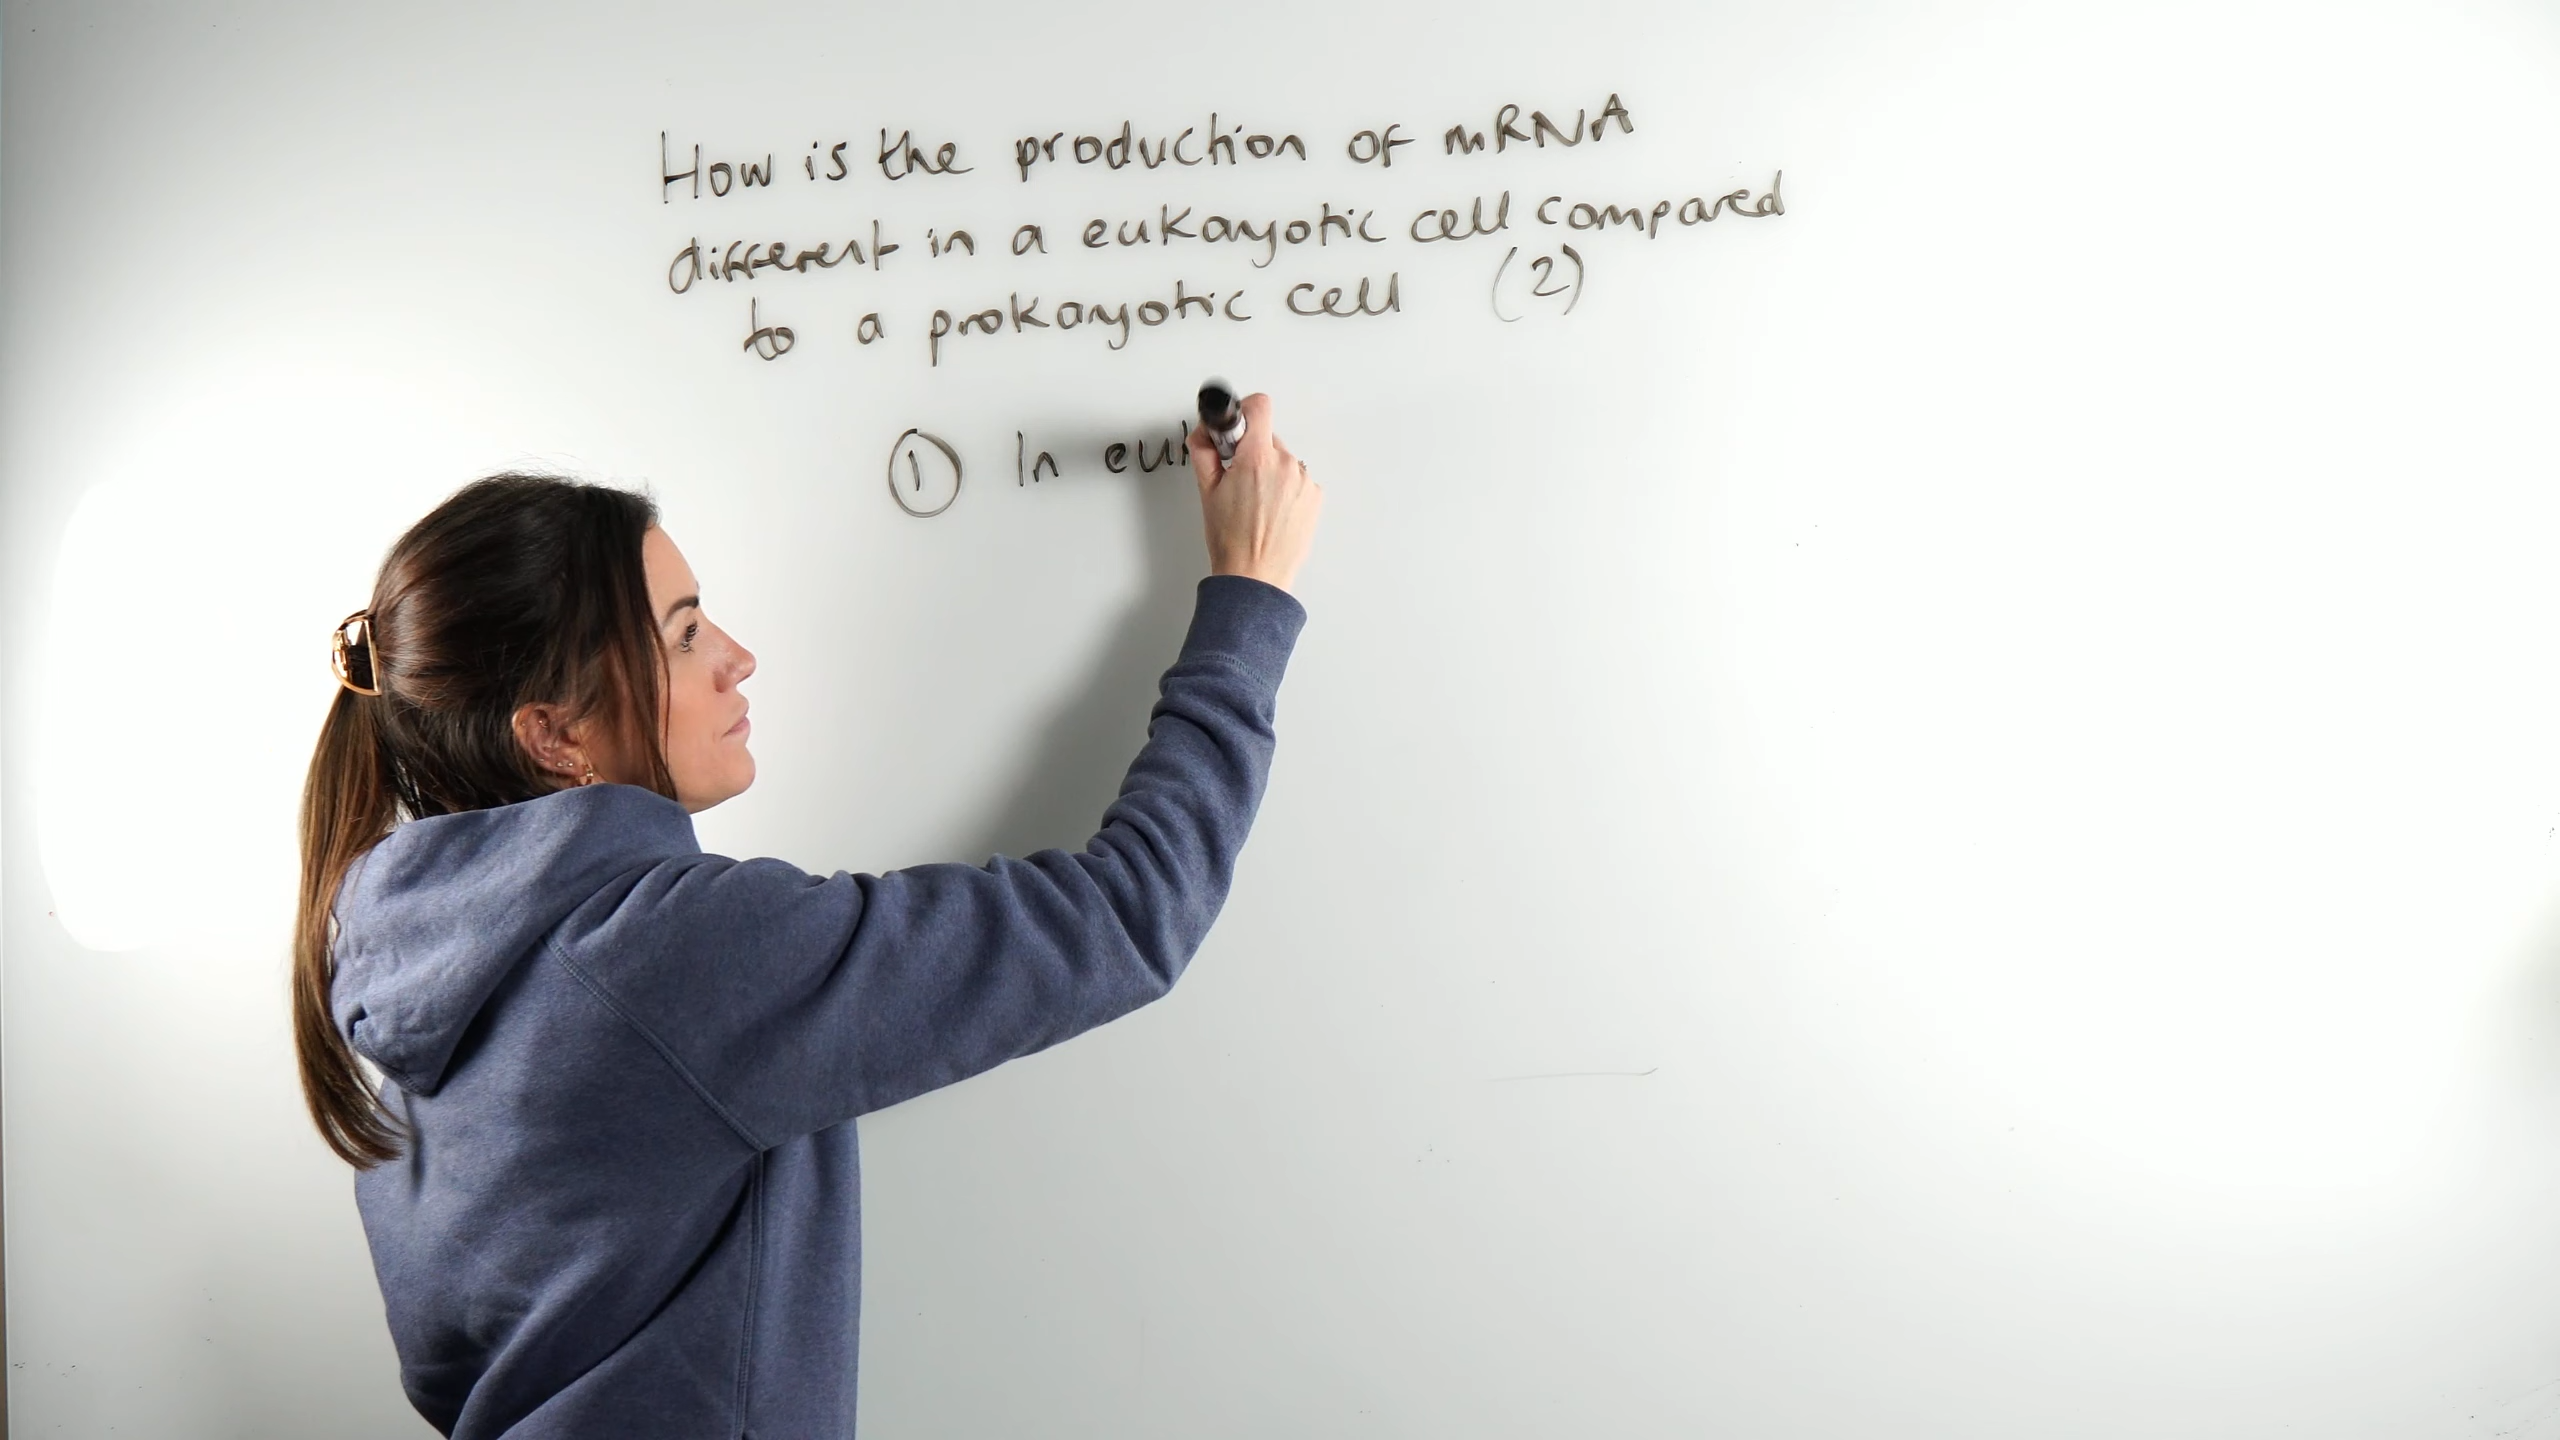 How is the production of mRNA
different in a eukaryotic cell compared
to a prokaryotic cell (2)
① In euk